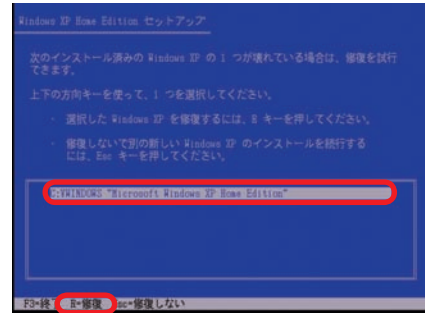 Windows XP Home Edition セットアップ
次のインストール済みの Windows XP の 1 つが壊れている場合は、修復を試行
できます。
上下の方向キーを使って、1 つを選択してください。
・ 選択した Windows XP を修復するには、R キーを押してください。
・ 修復しないで別の新しい Windows XP のインストールを続行する
には、Esc キーを押してください。
C:¥WINDOWS "Microsoft Windows XP Home Edition"
F3=終了 R=修復 Esc=修復しない